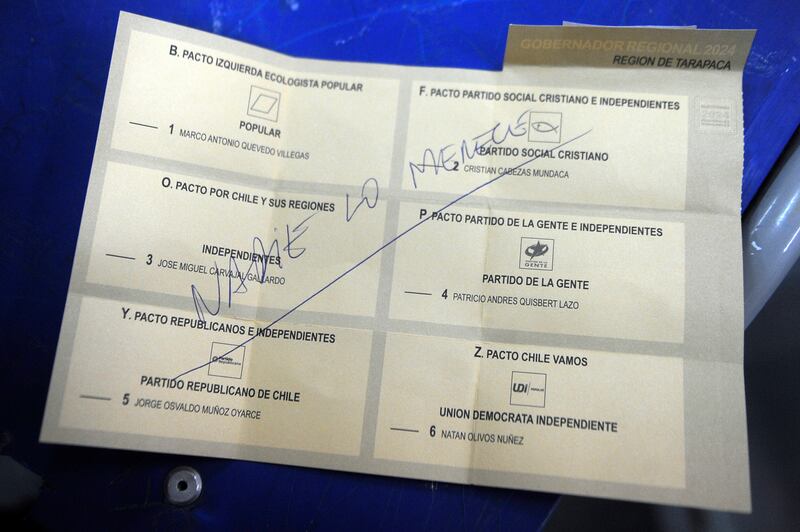 GOBERNADOR REGIONAL 2024
REGION DE TARAPACA
B. PACTO IZQUIERDA ECOLOGISTA POPULAR
POPULAR
1 MARCO ANTONIO QUEVEDO VILLEGAS
F. PACTO PARTIDO SOCIAL CRISTIANO E INDEPENDIENTES
PARTIDO SOCIAL CRISTIANO
2 CRISTIAN CABEZAS MUNDACA
O. PACTO POR CHILE Y SUS REGIONES
INDEPENDIENTES
3 JOSE MIGUEL CARVAJAL GALLARDO
P. PACTO PARTIDO DE LA GENTE E INDEPENDIENTES
GENTE
PARTIDO DE LA GENTE
4 PATRICIO ANDRES QUISBERT LAZO
Y. PACTO REPUBLICANOS E INDEPENDIENTES
PARTIDO REPUBLICANO DE CHILE
5 JORGE OSVALDO MUÑOZ OYARCE
Z. PACTO CHILE VAMOS
UDI POPULAR
UNION DEMOCRATA INDEPENDIENTE
6 NATAN OLIVOS NUÑEZ
NADIE LO MERECE